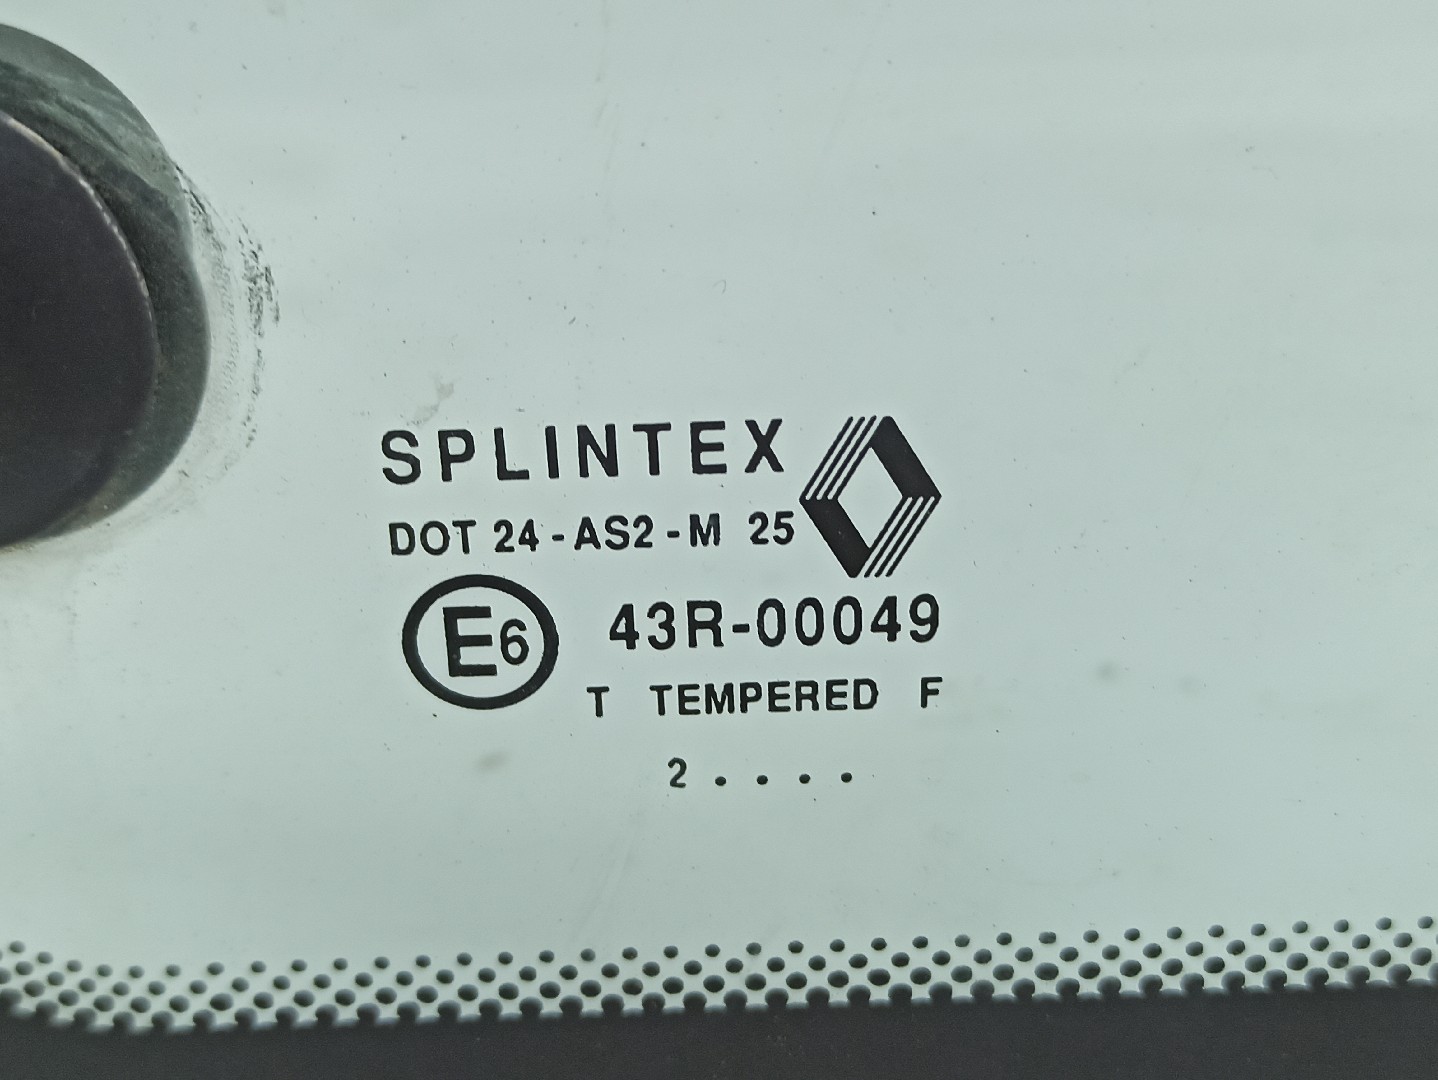 SPLINTEX
DOT 24-AS2-M 25
E6 43R-00049
T TEMPERED F
2 . . . .